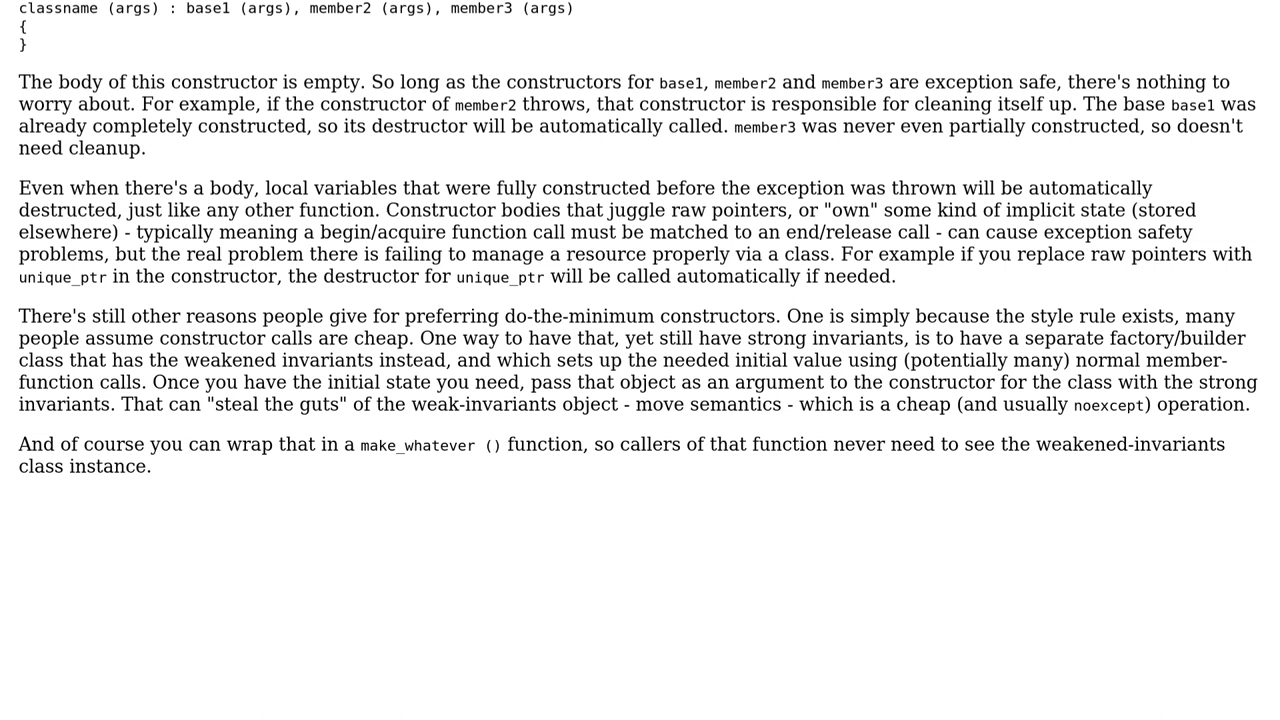 classname (args) : base1 (args), member2 (args), member3 (args)
{
}
The body of this constructor is empty. So long as the constructors for base1, member2 and member3 are exception safe, there's nothing to
worry about. For example, if the constructor of member2 throws, that constructor is responsible for cleaning itself up. The base base1 was
already completely constructed, so its destructor will be automatically called. member3 was never even partially constructed, so doesn't
need cleanup.
Even when there's a body, local variables that were fully constructed before the exception was thrown will be automatically
destructed, just like any other function. Constructor bodies that juggle raw pointers, or "own" some kind of implicit state (stored
elsewhere) - typically meaning a begin/acquire function call must be matched to an end/release call - can cause exception safety
problems, but the real problem there is failing to manage a resource properly via a class. For example if you replace raw pointers with
unique_ptr in the constructor, the destructor for unique_ptr will be called automatically if needed.
There's still other reasons people give for preferring do-the-minimum constructors. One is simply because the style rule exists, many
people assume constructor calls are cheap. One way to have that, yet still have strong invariants, is to have a separate factory/builder
class that has the weakened invariants instead, and which sets up the needed initial value using (potentially many) normal member-
function calls. Once you have the initial state you need, pass that object as an argument to the constructor for the class with the strong
invariants. That can "steal the guts" of the weak-invariants object - move semantics - which is a cheap (and usually noexcept) operation.
And of course you can wrap that in a make_whatever () function, so callers of that function never need to see the weakened-invariants
class instance.